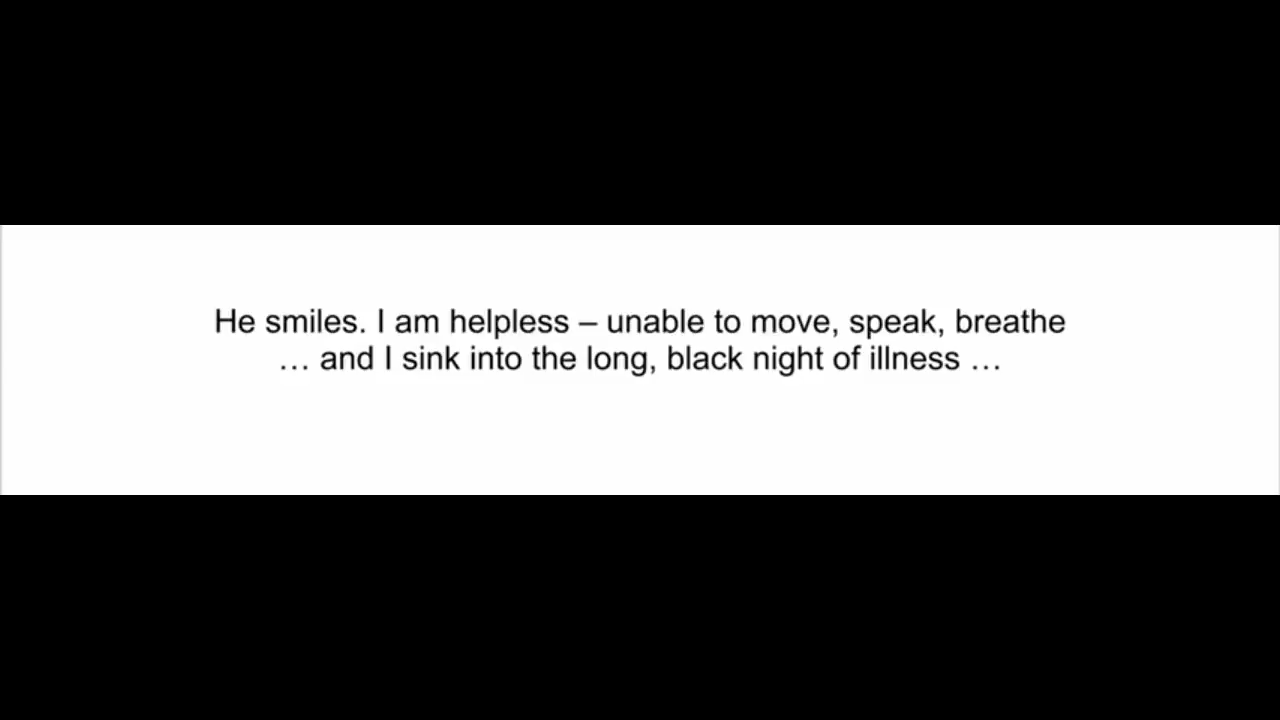 He smiles. I am helpless – unable to move, speak, breathe
… and I sink into the long, black night of illness …